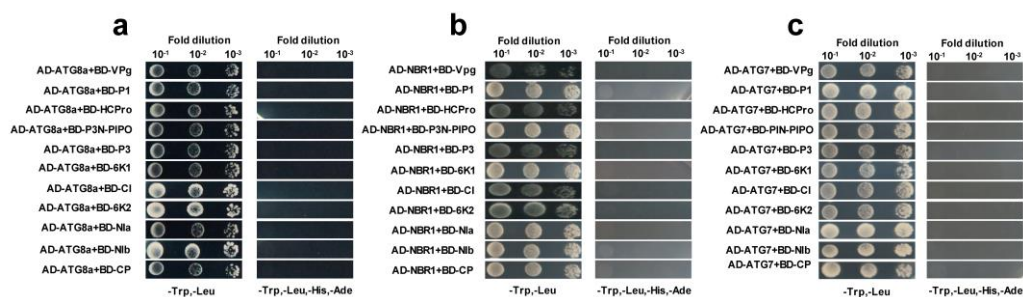 a
Fold dilution
Fold dilution
10-1 10-2 10-3
10-1 10-2 10-3
AD-ATG8a+BD-VPg
AD-ATG8a+BD-P1
AD-ATG8a+BD-HCPro
AD-ATG8a+BD-P3N-PIPO
AD-ATG8a+BD-P3
AD-ATG8a+BD-6K1
AD-ATG8a+BD-CI
AD-ATG8a+BD-6K2
AD-ATG8a+BD-NIa
AD-ATG8a+BD-NIb
AD-ATG8a+BD-CP
-Trp,-Leu
-Trp,-Leu,-His,-Ade
b
Fold dilution
Fold dilution
10-1 10-2 10-3
10-1 10-2 10-3
AD-NBR1+BD-Vpg
AD-NBR1+BD-P1
AD-NBR1+BD-HCPro
AD-NBR1+BD-P3N-PIPO
AD-NBR1+BD-P3
AD-NBR1+BD-6K1
AD-NBR1+BD-CI
AD-NBR1+BD-6K2
AD-NBR1+BD-NIa
AD-NBR1+BD-NIb
AD-NBR1+BD-CP
-Trp,-Leu
-Trp,-Leu,-His,-Ade
c
Fold dilution
Fold dilution
10-1 10-2 10-3
10-1 10-2 10-3
AD-ATG7+BD-VPg
AD-ATG7+BD-P1
AD-ATG7+BD-HCPro
AD-ATG7+BD-PIN-PIPO
AD-ATG7+BD-P3
AD-ATG7+BD-6K1
AD-ATG7+BD-CI
AD-ATG7+BD-6K2
AD-ATG7+BD-NIa
AD-ATG7+BD-NIb
AD-ATG7+BD-CP
-Trp,-Leu
-Trp,-Leu,-His,-Ade